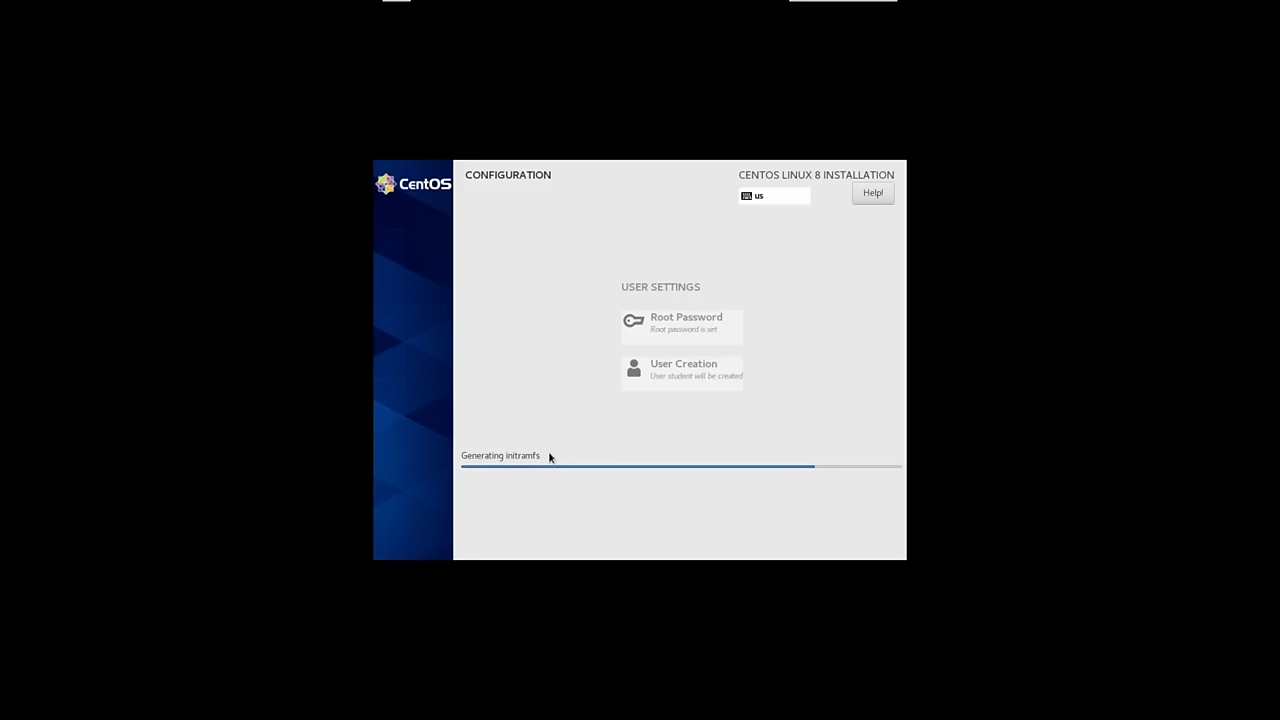 CentOS
CONFIGURATION
CENTOS LINUX 8 INSTALLATION
us
Help!
USER SETTINGS
Root Password
Root password is set
User Creation
User student will be created
Generating initramfs